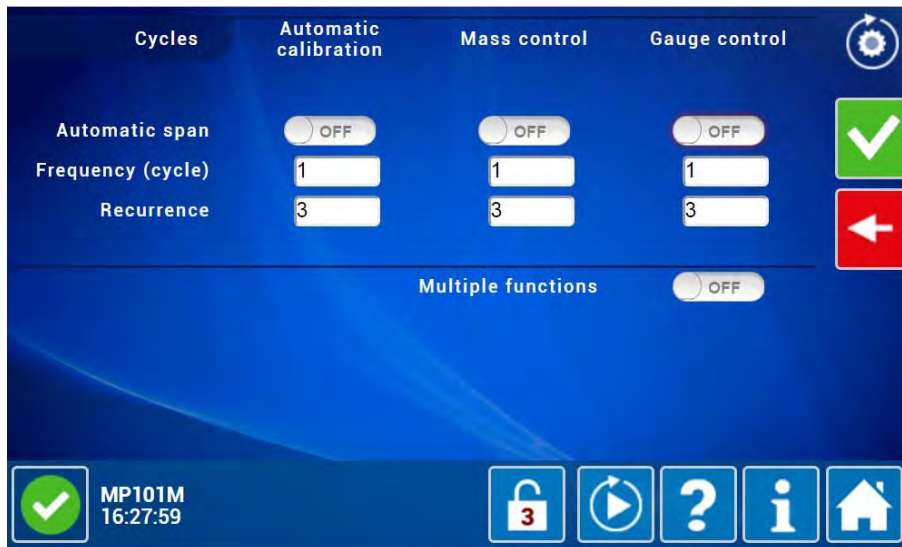 Cycles Automatic calibration Mass control Gauge control
Automatic span OFF OFF OFF
Frequency (cycle) 1 1 1
Recurrence 3 3 3
Multiple functions OFF
MP101M
16:27:59
3 ? i